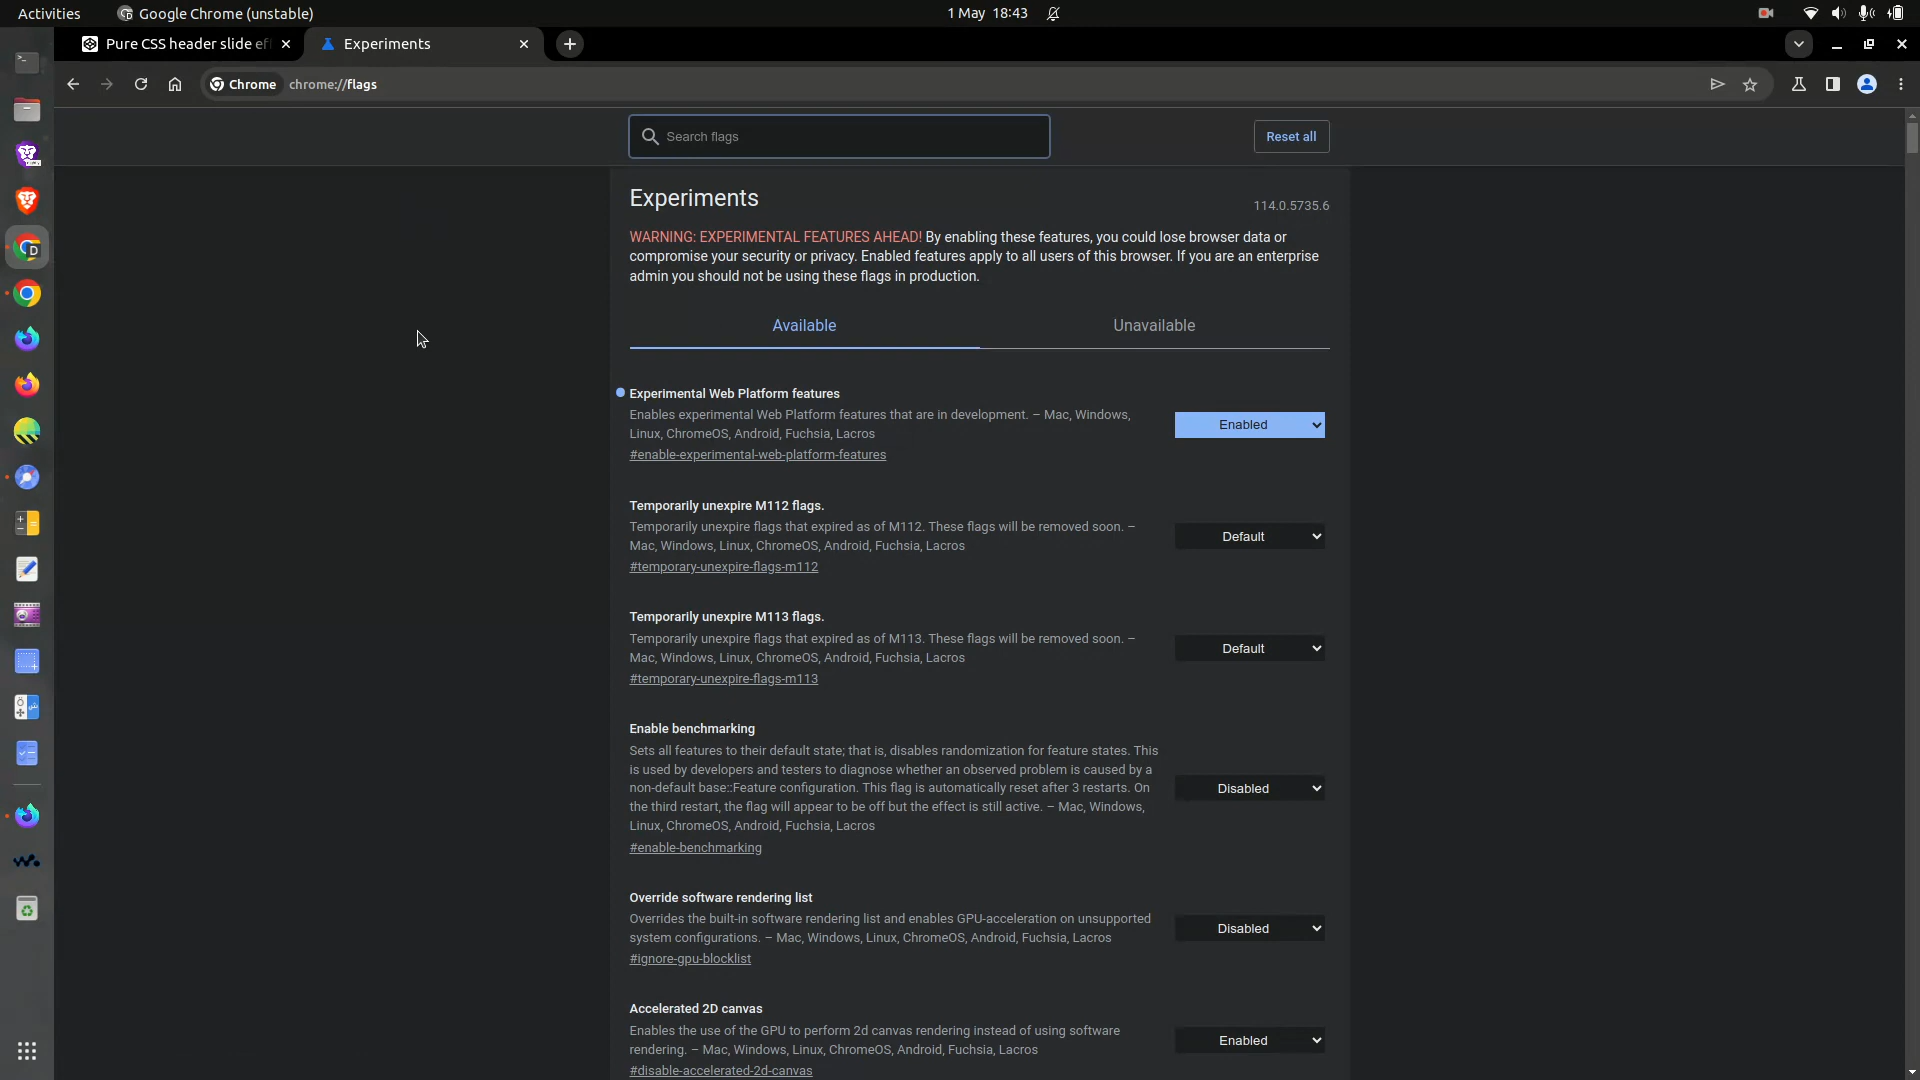 Activities
Google Chrome (unstable)
1 May 18:43
Pure CSS header slide ef
Experiments
Chrome
chrome://flags
Search flags
Reset all
Experiments
114.0.5735.6
WARNING: EXPERIMENTAL FEATURES AHEAD! By enabling these features, you could lose browser data or
compromise your security or privacy. Enabled features apply to all users of this browser. If you are an enterprise
admin you should not be using these flags in production.
Available
Unavailable
Experimental Web Platform features
Enables experimental Web Platform features that are in development. – Mac, Windows,
Linux, ChromeOS, Android, Fuchsia, Lacros
#enable-experimental-web-platform-features
Enabled
Temporarily unexpire M112 flags.
Temporarily unexpire flags that expired as of M112. These flags will be removed soon. –
Mac, Windows, Linux, ChromeOS, Android, Fuchsia, Lacros
#temporary-unexpire-flags-m112
Default
Temporarily unexpire M113 flags.
Temporarily unexpire flags that expired as of M113. These flags will be removed soon. –
Mac, Windows, Linux, ChromeOS, Android, Fuchsia, Lacros
#temporary-unexpire-flags-m113
Default
Enable benchmarking
Sets all features to their default state; that is, disables randomization for feature states. This
is used by developers and testers to diagnose whether an observed problem is caused by a
non-default base::Feature configuration. This flag is automatically reset after 3 restarts. On
the third restart, the flag will appear to be off but the effect is still active. – Mac, Windows,
Linux, ChromeOS, Android, Fuchsia, Lacros
#enable-benchmarking
Disabled
Override software rendering list
Overrides the built-in software rendering list and enables GPU-acceleration on unsupported
system configurations. – Mac, Windows, Linux, ChromeOS, Android, Fuchsia, Lacros
#ignore-gpu-blocklist
Disabled
Accelerated 2D canvas
Enables the use of the GPU to perform 2d canvas rendering instead of using software
rendering. – Mac, Windows, Linux, ChromeOS, Android, Fuchsia, Lacros
#disable-accelerated-2d-canvas
Enabled